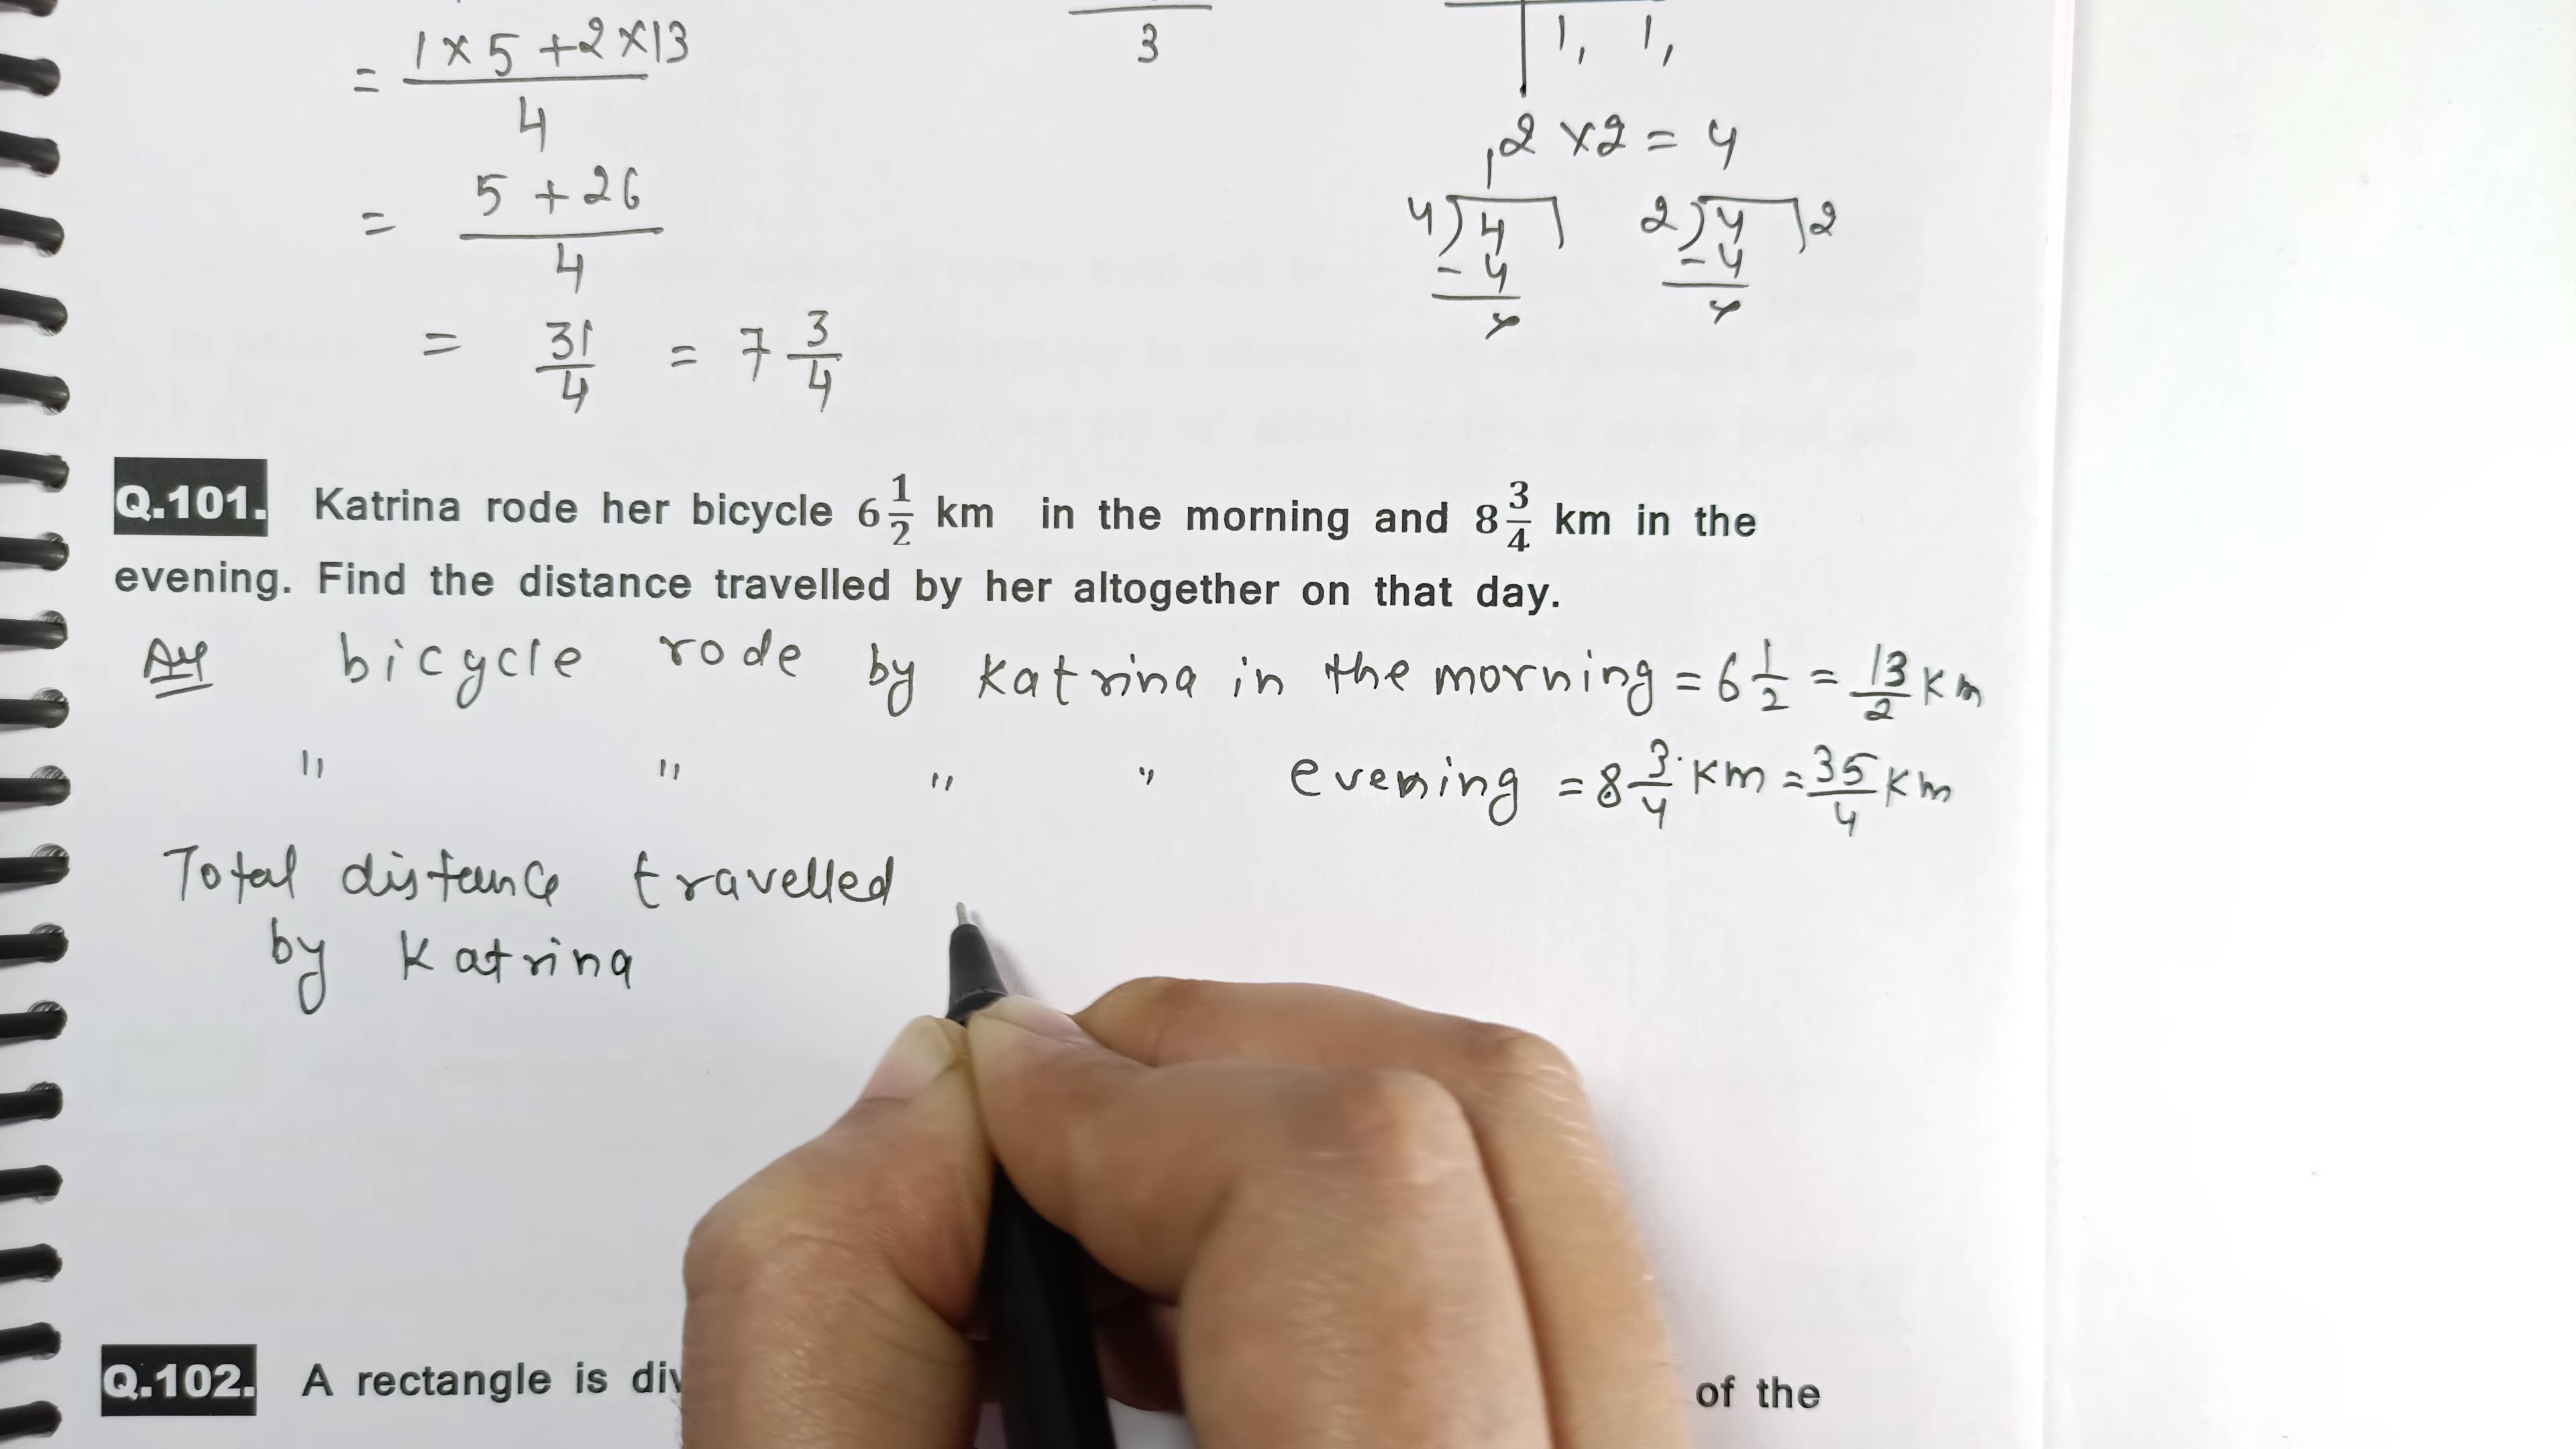 = 1 × 5 + 2 × 13 / 4
3
1, 1,
2 × 2 = 4
= 5 + 26 / 4
1
4 ) 4
- 4
×
2 ) 4 ) 2
- 4
×
= 31/4 = 7 3/4
Q.101. Katrina rode her bicycle 6 1/2 km in the morning and 8 3/4 km in the
evening. Find the distance travelled by her altogether on that day.
bicycle rode by Katrina in the morning = 6 1/2 = 13/2 Km
" " " " evening = 8 3/4 Km = 35/4 Km
Total distance travelled
by Katrina
Q.102. A rectangle is of the